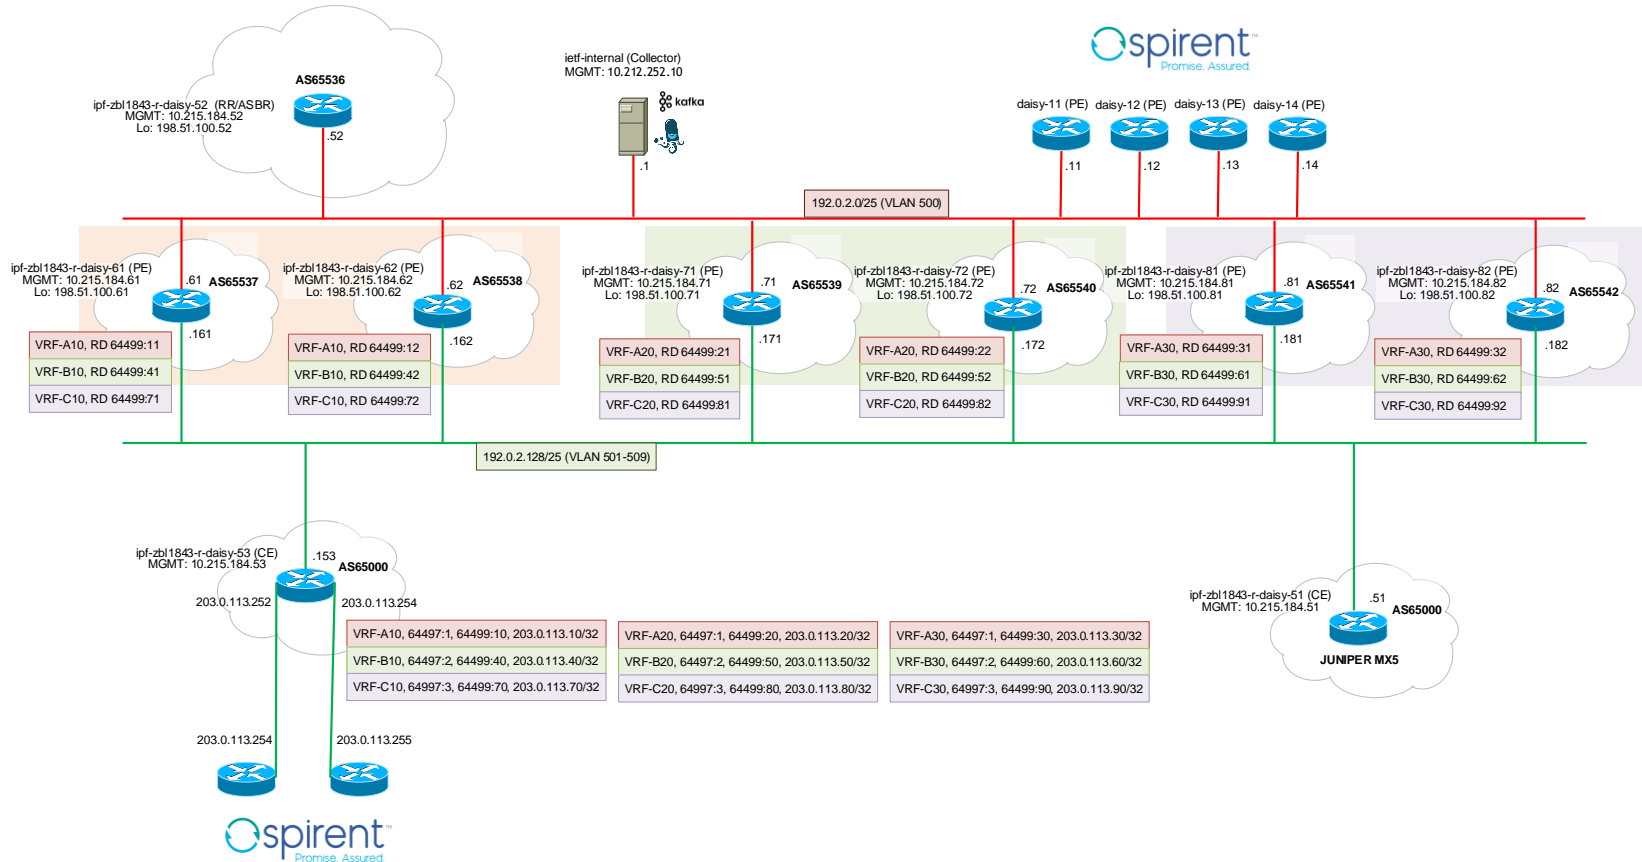 spirent™
Promise. Assured.
ietf-internal (Collector)
MGMT: 10.212.252.10
kafka
.1
AS65536
ipf-zbl1843-r-daisy-52 (RR/ASBR)
MGMT: 10.215.184.52
Lo: 198.51.100.52
.52
daisy-11 (PE)
daisy-12 (PE)
daisy-13 (PE)
daisy-14 (PE)
.11
.12
.13
.14
192.0.2.0/25 (VLAN 500)
ipf-zbl1843-r-daisy-61 (PE)
MGMT: 10.215.184.61
Lo: 198.51.100.61
.61
AS65537
.161
VRF-A10, RD 64499:11
VRF-B10, RD 64499:41
VRF-C10, RD 64499:71
ipf-zbl1843-r-daisy-62 (PE)
MGMT: 10.215.184.62
Lo: 198.51.100.62
.62
AS65538
.162
VRF-A10, RD 64499:12
VRF-B10, RD 64499:42
VRF-C10, RD 64499:72
ipf-zbl1843-r-daisy-71 (PE)
MGMT: 10.215.184.71
Lo: 198.51.100.71
.71
AS65539
.171
VRF-A20, RD 64499:21
VRF-B20, RD 64499:51
VRF-C20, RD 64499:81
ipf-zbl1843-r-daisy-72 (PE)
MGMT: 10.215.184.72
Lo: 198.51.100.72
.72
AS65540
.172
VRF-A20, RD 64499:22
VRF-B20, RD 64499:52
VRF-C20, RD 64499:82
ipf-zbl1843-r-daisy-81 (PE)
MGMT: 10.215.184.81
Lo: 198.51.100.81
.81
AS65541
.181
VRF-A30, RD 64499:31
VRF-B30, RD 64499:61
VRF-C30, RD 64499:91
ipf-zbl1843-r-daisy-82 (PE)
MGMT: 10.215.184.82
Lo: 198.51.100.82
.82
AS65542
.182
VRF-A30, RD 64499:32
VRF-B30, RD 64499:62
VRF-C30, RD 64499:92
192.0.2.128/25 (VLAN 501-509)
ipf-zbl1843-r-daisy-53 (CE)
MGMT: 10.215.184.53
.153
AS65000
203.0.113.252
203.0.113.254
VRF-A10, 64497:1, 64499:10, 203.0.113.10/32
VRF-B10, 64497:2, 64499:40, 203.0.113.40/32
VRF-C10, 64997:3, 64499:70, 203.0.113.70/32
VRF-A20, 64497:1, 64499:20, 203.0.113.20/32
VRF-B20, 64497:2, 64499:50, 203.0.113.50/32
VRF-C20, 64997:3, 64499:80, 203.0.113.80/32
VRF-A30, 64497:1, 64499:30, 203.0.113.30/32
VRF-B30, 64497:2, 64499:60, 203.0.113.60/32
VRF-C30, 64997:3, 64499:90, 203.0.113.90/32
ipf-zbl1843-r-daisy-51 (CE)
MGMT: 10.215.184.51
.51
AS65000
JUNIPER MX5
203.0.113.254
203.0.113.255
spirent™
Promise. Assured.